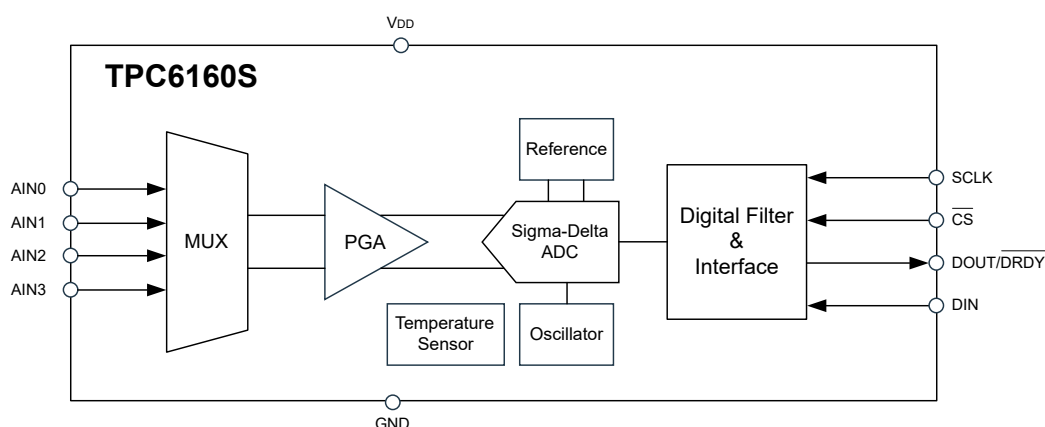 VDD
TPC6160S
AIN0
AIN1
AIN2
AIN3
MUX
PGA
Reference
Sigma-Delta
ADC
Temperature
Sensor
Oscillator
Digital Filter
&
Interface
SCLK
CS
DOUT/DRDY
DIN
GND